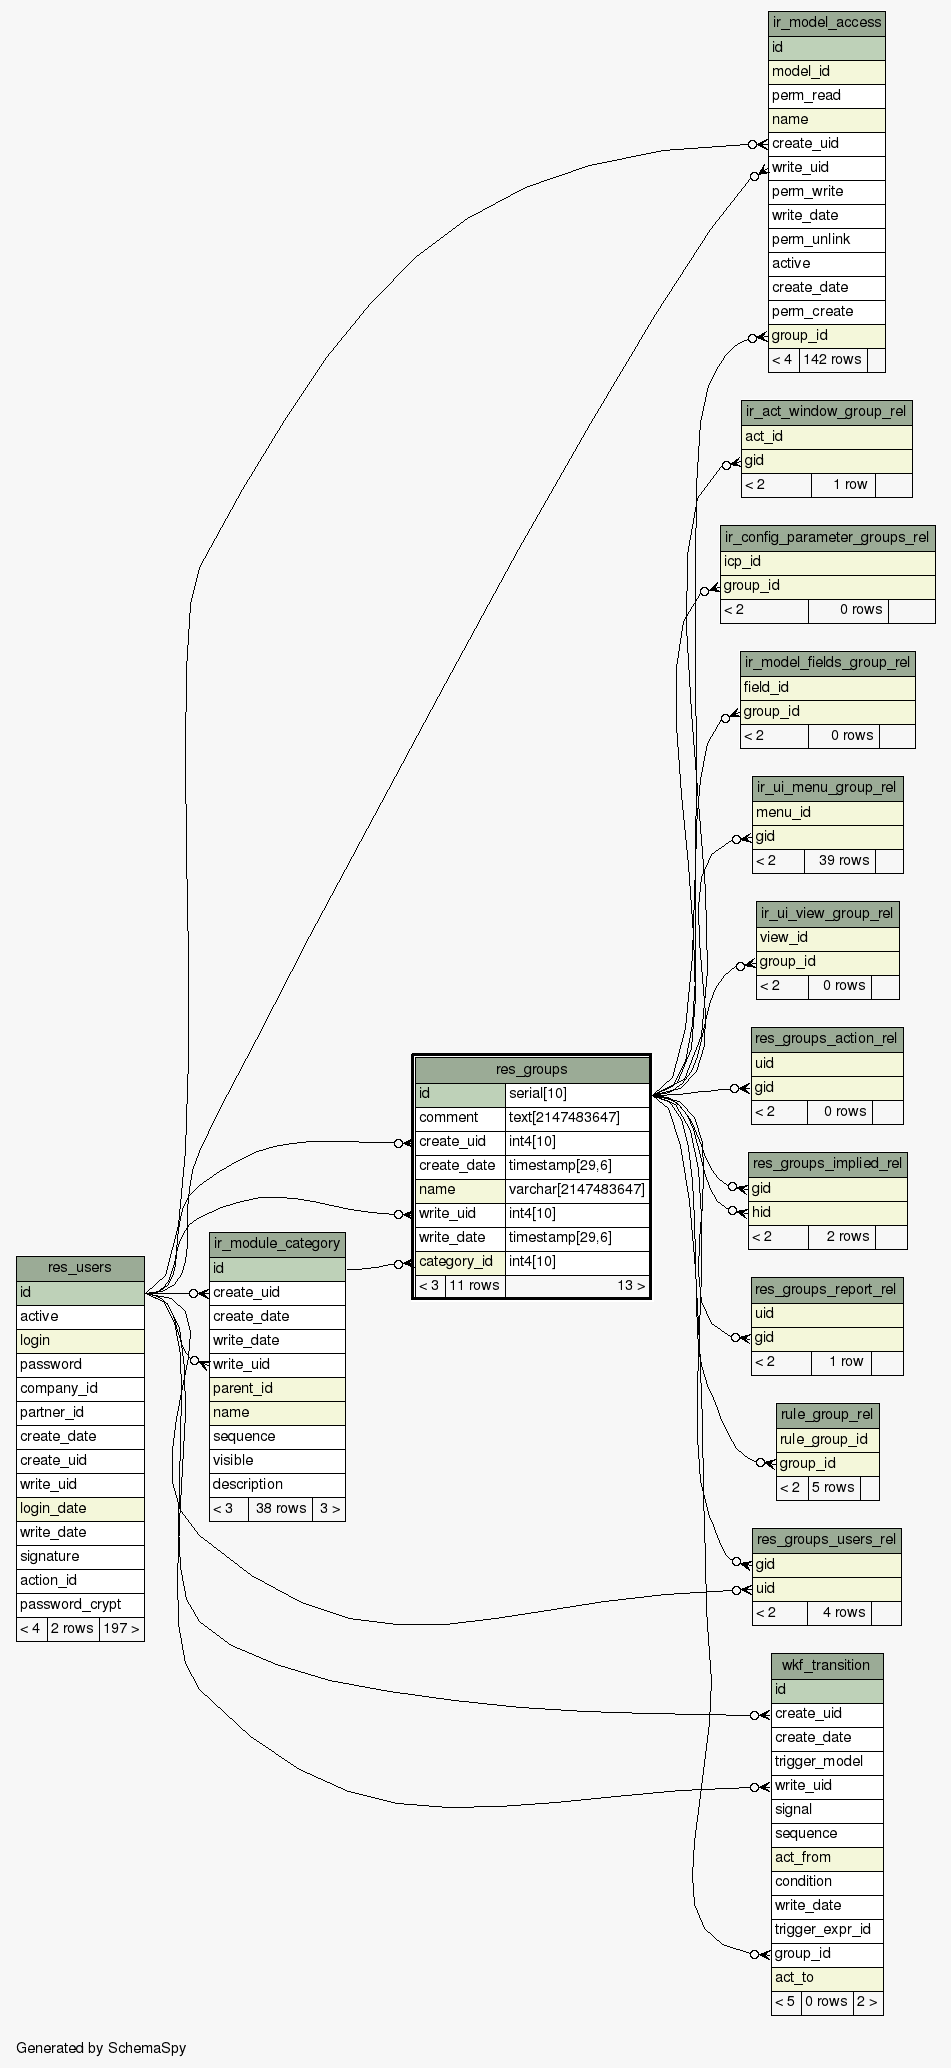 ir_model_access
id
model_id
perm_read
name
create_uid
write_uid
perm_write
write_date
perm_unlink
active
create_date
perm_create
group_id
< 4 142 rows
ir_act_window_group_rel
act_id
gid
< 2 1 row
ir_config_parameter_groups_rel
icp_id
group_id
< 2 0 rows
ir_model_fields_group_rel
field_id
group_id
< 2 0 rows
ir_ui_menu_group_rel
menu_id
gid
< 2 39 rows
ir_ui_view_group_rel
view_id
group_id
< 2 0 rows
res_groups_action_rel
uid
gid
< 2 0 rows
res_groups
id serial[10]
comment text[2147483647]
create_uid int4[10]
create_date timestamp[29,6]
name varchar[2147483647]
write_uid int4[10]
write_date timestamp[29,6]
category_id int4[10]
< 3 11 rows 13 >
res_groups_implied_rel
gid
hid
< 2 2 rows
ir_module_category
id
create_uid
create_date
write_date
write_uid
parent_id
name
sequence
visible
description
< 3 38 rows 3 >
res_users
id
active
login
password
company_id
partner_id
create_date
create_uid
write_uid
login_date
write_date
signature
action_id
password_crypt
< 4 2 rows 197 >
res_groups_report_rel
uid
gid
< 2 1 row
rule_group_rel
rule_group_id
group_id
< 2 5 rows
res_groups_users_rel
gid
uid
< 2 4 rows
wkf_transition
id
create_uid
create_date
trigger_model
write_uid
signal
sequence
act_from
condition
write_date
trigger_expr_id
group_id
act_to
< 5 0 rows 2 >
Generated by SchemaSpy